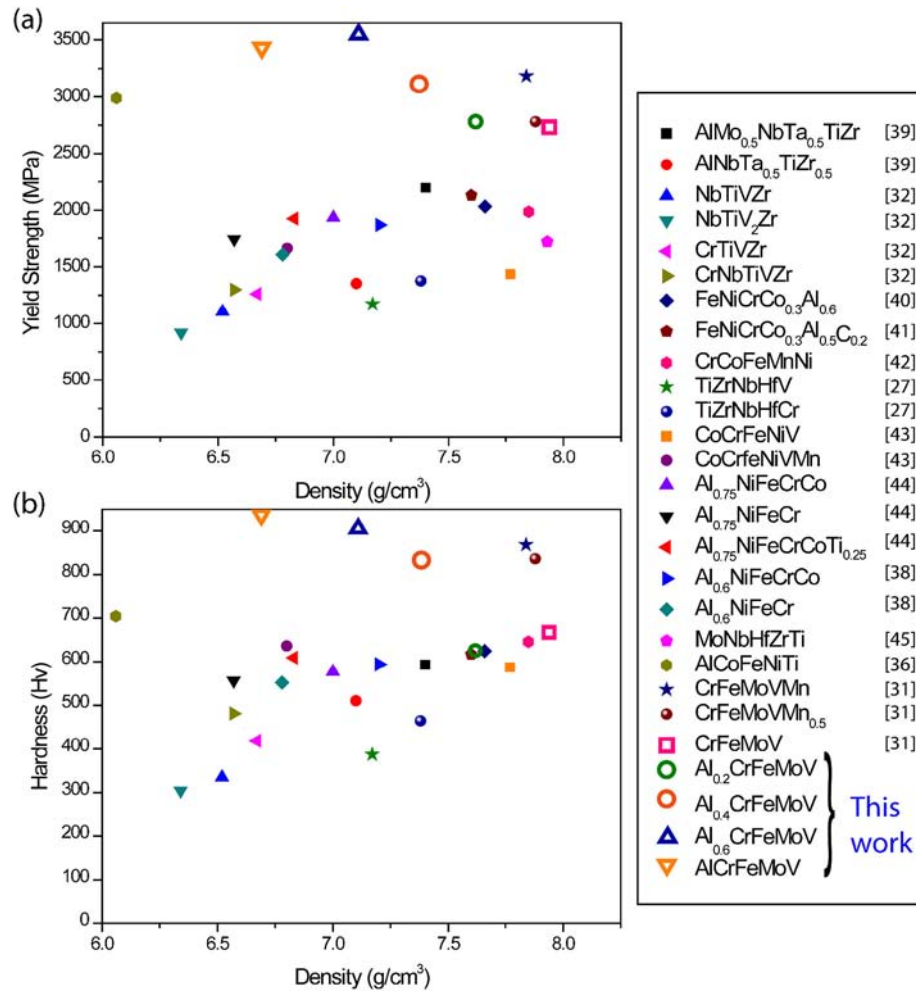 (a)
3500
3000
2500
2000
1500
1000
500
0
Yield Strength (MPa)
6.0 6.5 7.0 7.5 8.0
Density (g/cm³)
(b)
900
800
700
600
500
400
300
200
100
0
Hardness (Hv)
6.0 6.5 7.0 7.5 8.0
Density (g/cm³)
AlMo₀.₅NbTa₀.₅TiZr [39]
AlNbTa₀.₅TiZr₀.₅ [39]
NbTiVZr [32]
NbTiV₂Zr [32]
CrTiVZr [32]
CrNbTiVZr [32]
FeNiCrCo₀.₃Al₀.₆ [40]
FeNiCrCo₀.₃Al₀.₅C₀.₂ [41]
CrCoFeMnNi [42]
TiZrNbHfV [27]
TiZrNbHfCr [27]
CoCrFeNiV [43]
CoCrfeNiVMn [43]
Al₀.₇₅NiFeCrCo [44]
Al₀.₇₅NiFeCr [44]
Al₀.₇₅NiFeCrCoTi₀.₂₅ [44]
Al₀.₆NiFeCrCo [38]
Al₀.₆NiFeCr [38]
MoNbHfZrTi [45]
AlCoFeNiTi [36]
CrFeMoVMn [31]
CrFeMoVMn₀.₅ [31]
CrFeMoV [31]
Al₀.₂CrFeMoV
Al₀.₄CrFeMoV
Al₀.₆CrFeMoV
AlCrFeMoV
This
work